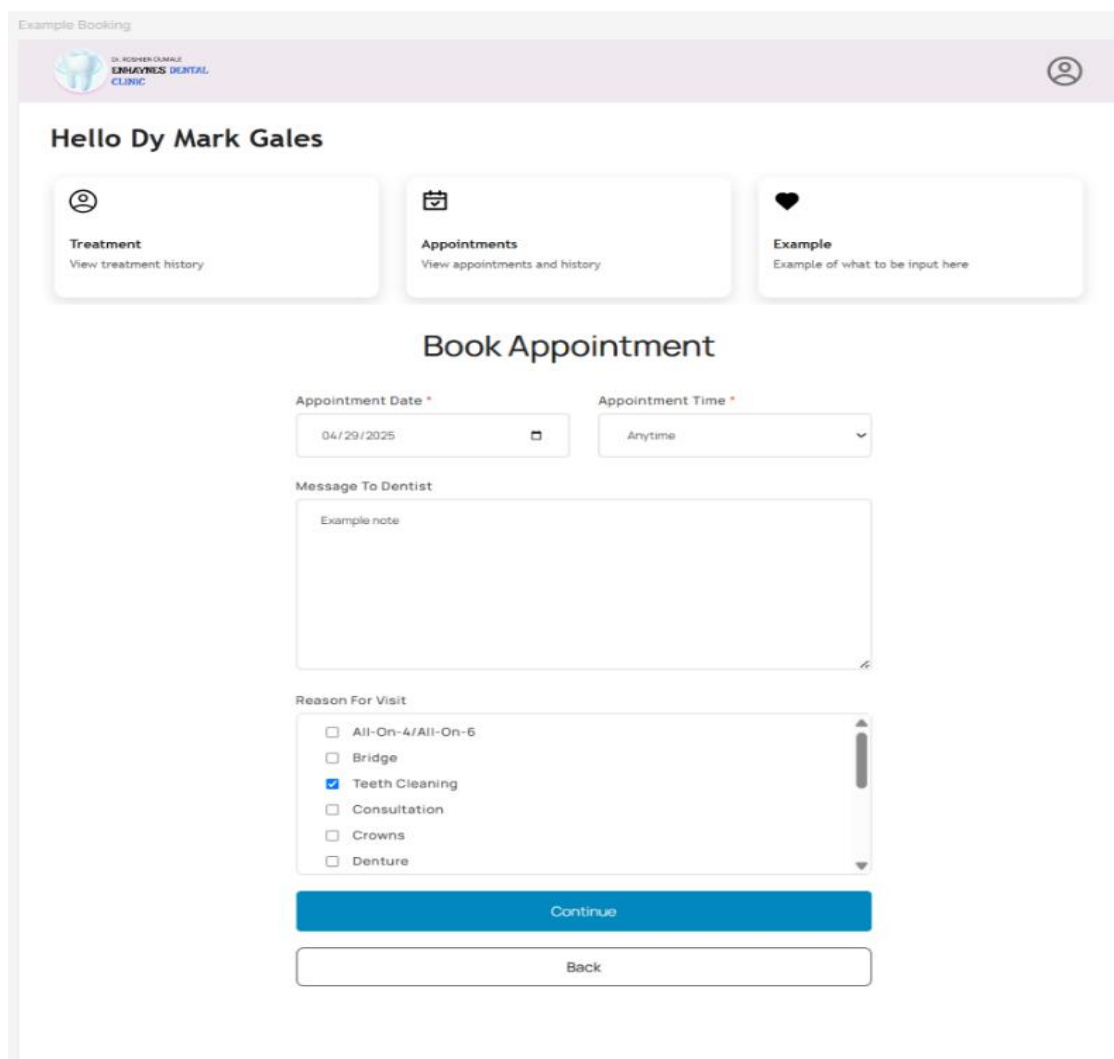 Example Booking
DR. ROSHIEN DUMALE
ENHAYNES DENTAL
CLINIC
Hello Dy Mark Gales
Treatment
View treatment history
Appointments
View appointments and history
Example
Example of what to be input here
Book Appointment
Appointment Date * Appointment Time *
04/29/2025 Anytime
Message To Dentist
Example note
Reason For Visit
All-On-4/All-On-6
Bridge
Teeth Cleaning
Consultation
Crowns
Denture
Continue
Back